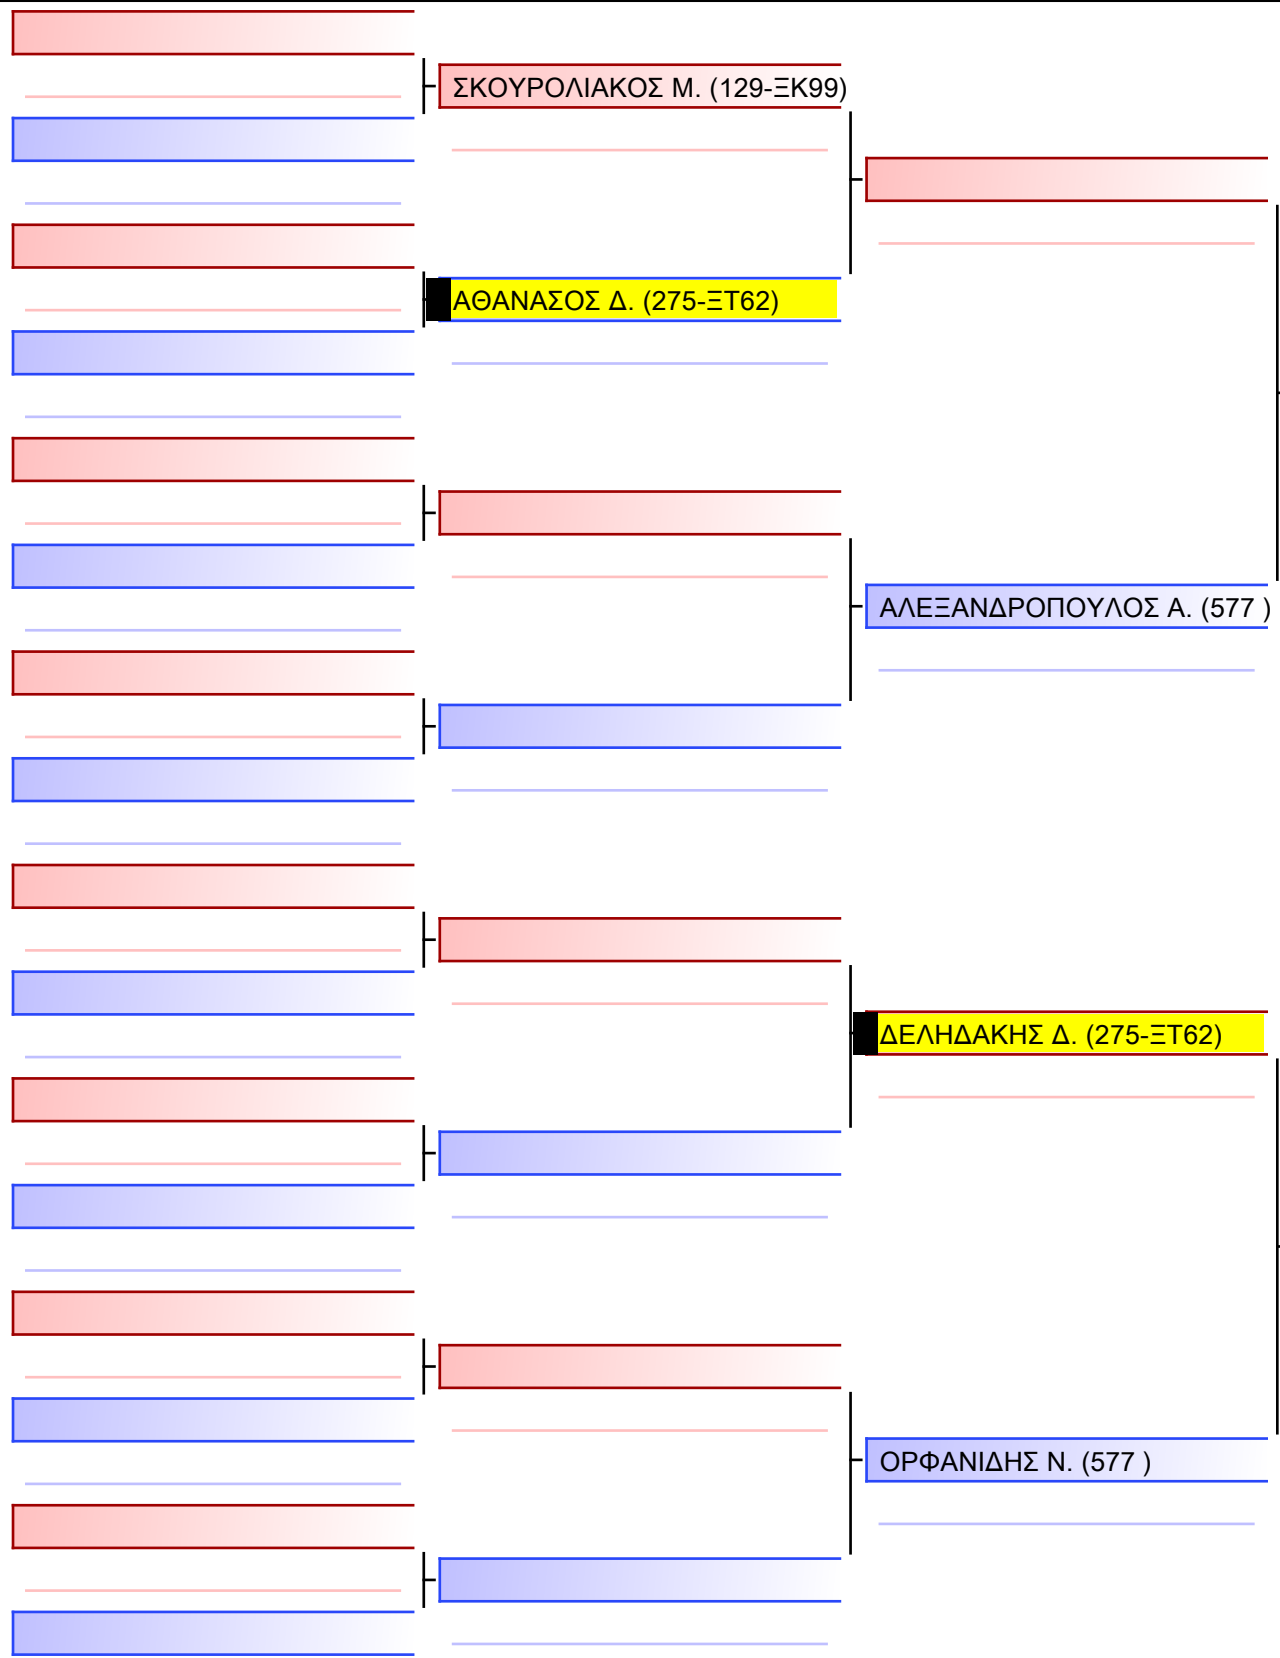 ΣΚΟΥΡΟΛΙΑΚΟΣ Μ. (129-ΞΚ99)
ΑΘΑΝΑΣΟΣ Δ. (275-ΞΤ62)
ΑΛΕΞΑΝΔΡΟΠΟΥΛΟΣ Α. (577 )
ΔΕΛΗΔΑΚΗΣ Δ. (275-ΞΤ62)
ΟΡΦΑΝΙΔΗΣ Ν. (577 )